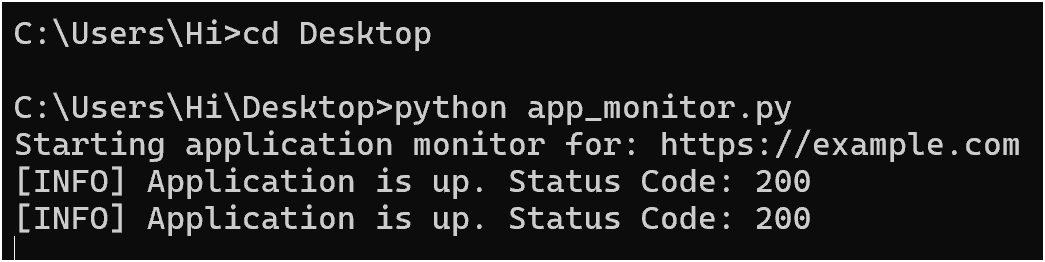 C:\Users\Hi>cd Desktop
C:\Users\Hi\Desktop>python app_monitor.py
Starting application monitor for: https://example.com
[INFO] Application is up. Status Code: 200
[INFO] Application is up. Status Code: 200